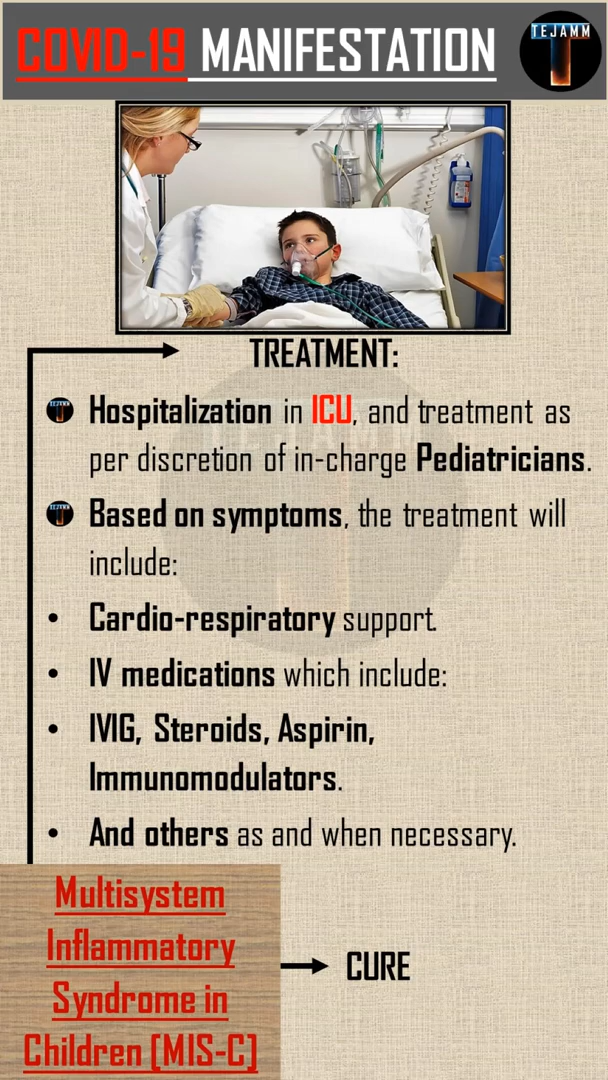 COVID-19 MANIFESTATION
TEJAMM
TREATMENT:
Hospitalization in ICU, and treatment as
per discretion of in-charge Pediatricians.
Based on symptoms, the treatment will
include:
• Cardio-respiratory support.
• IV medications which include:
• IVIG, Steroids, Aspirin,
Immunomodulators.
• And others as and when necessary.
Multisystem
Inflammatory
Syndrome in
Children (MIS-C)
CURE